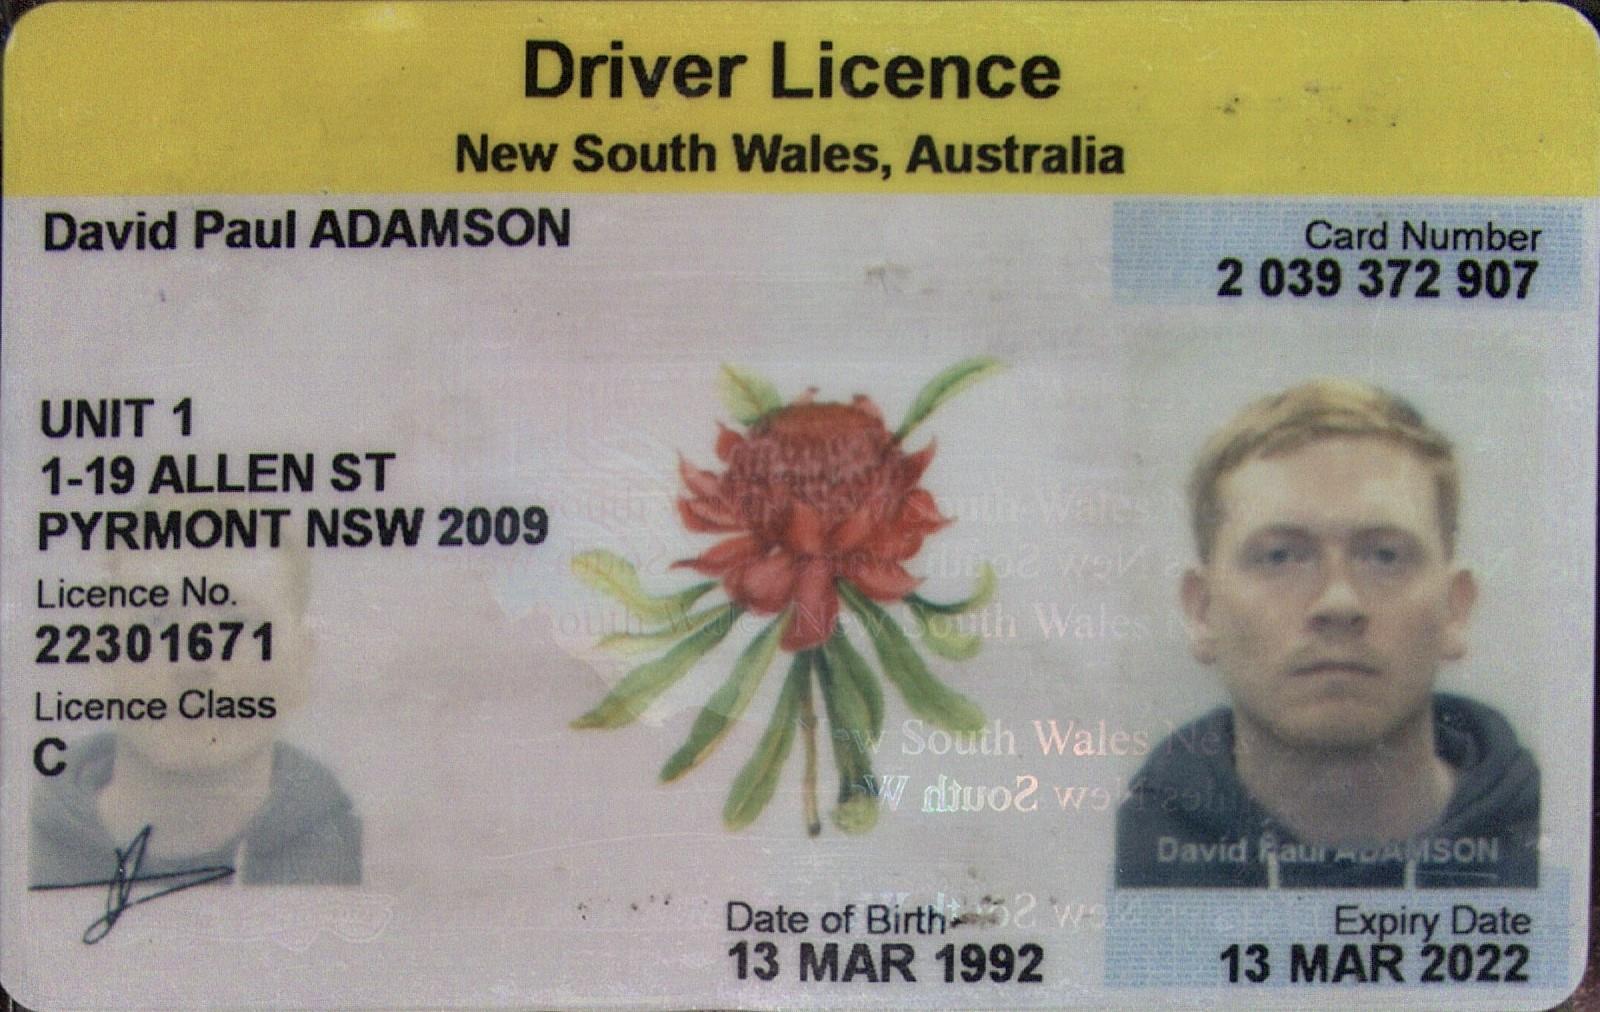 Driver Licence
New South Wales, Australia
David Paul ADAMSON
Card Number
2 039 372 907
UNIT 1
1-19 ALLEN ST
PYRMONT NSW 2009
Licence No.
22301671
Licence Class
C
New South Wales
New South Wales
South Wales New South Wales
New South Wales
New South Wales
David Paul ADAMSON
Date of Birth
13 MAR 1992
Expiry Date
13 MAR 2022